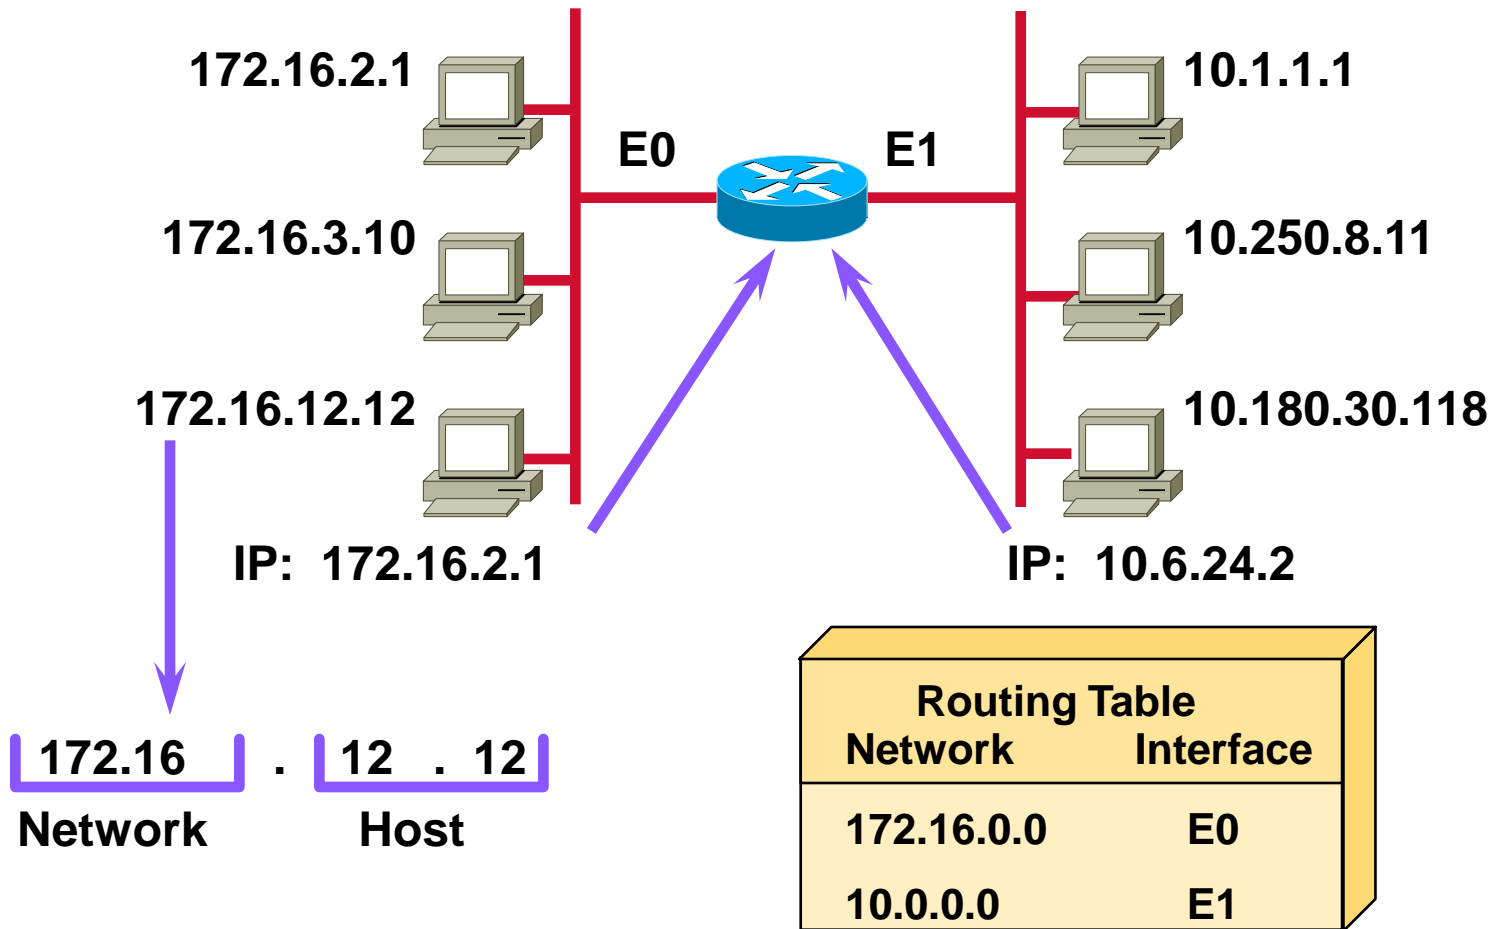 172.16.2.1
10.1.1.1
E0
E1
172.16.3.10
10.250.8.11
172.16.12.12
10.180.30.118
IP: 172.16.2.1
IP: 10.6.24.2
172.16 . 12 . 12
Network Host
Routing Table
Network Interface
172.16.0.0 E0
10.0.0.0 E1